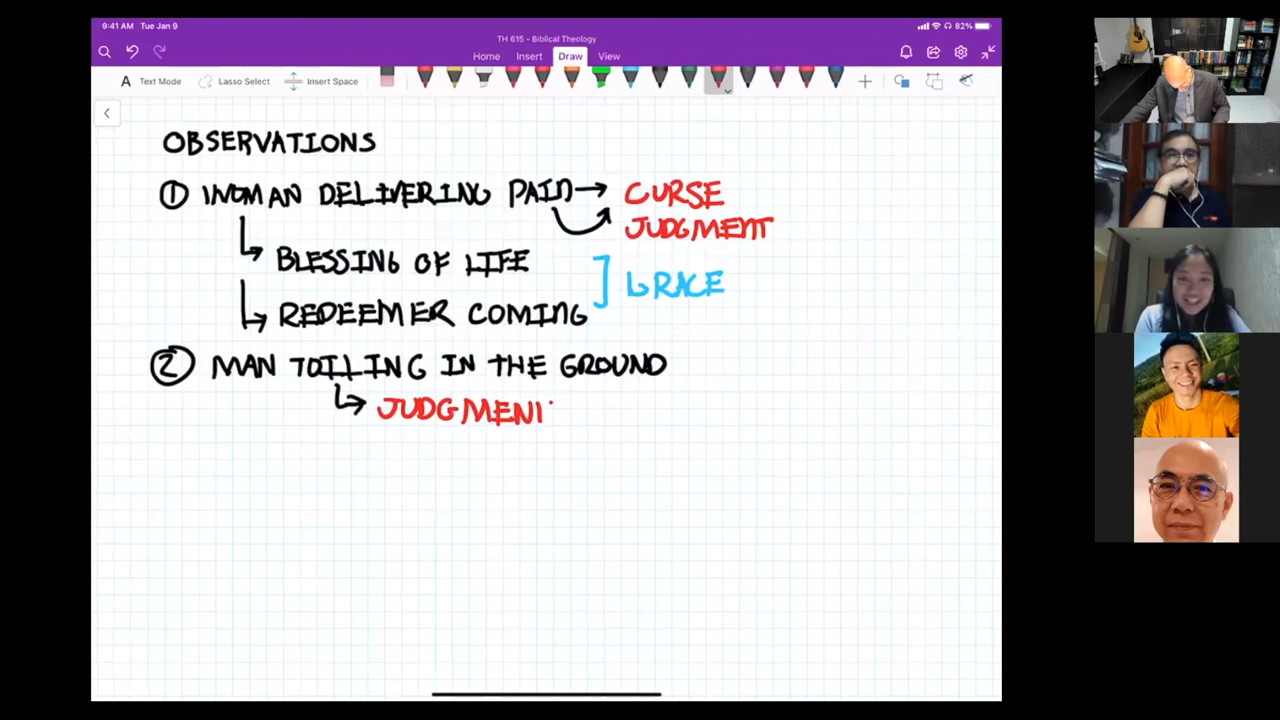 9:41 AM Tue Jan 9
82%
TH 615 - Biblical Theology
Home Insert Draw View
Text Mode Lasso Select Insert Space
OBSERVATIONS
① WOMAN DELIVERING PAIN → CURSE
JUDGMENT
↳ BLESSING OF LIFE
GRACE
↳ REDEEMER COMING
② MAN TOILING IN THE GROUND
↳ JUDGMENT